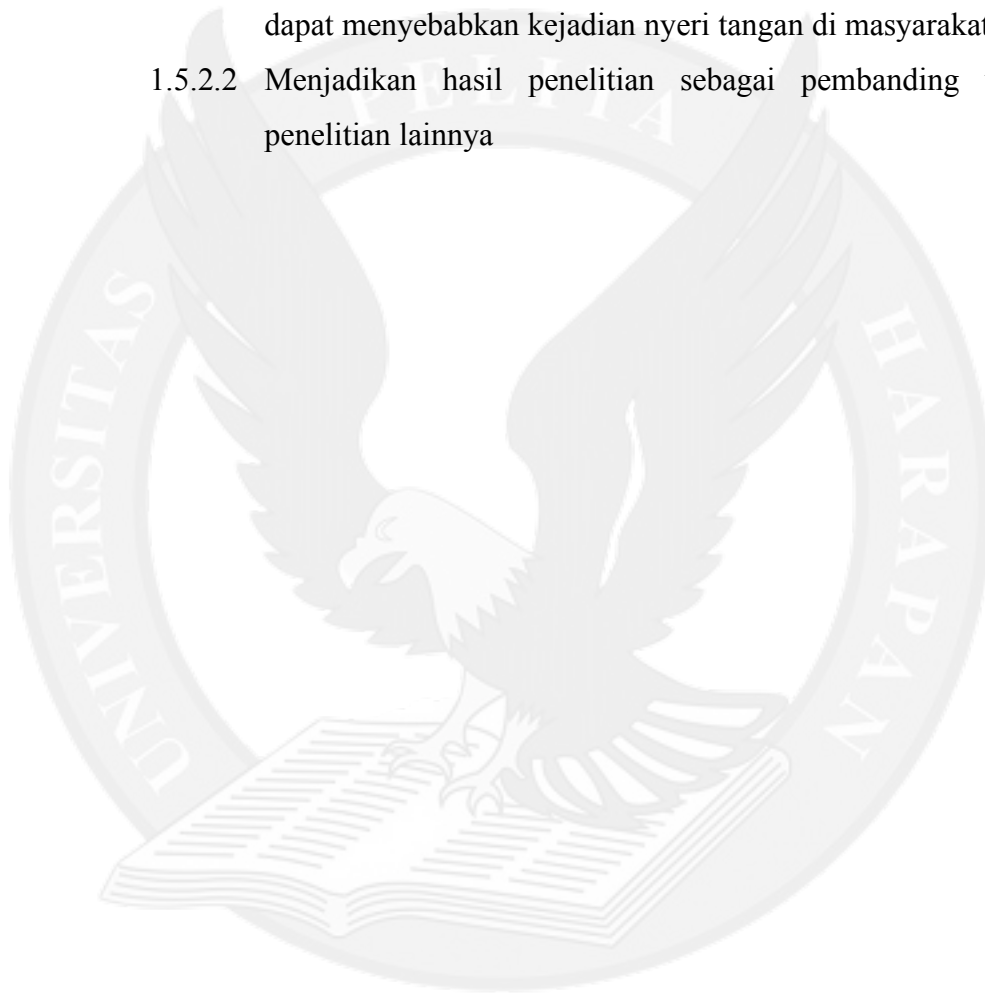 dapat menyebabkan kejadian nyeri tangan di masyarakat
1.5.2.2 Menjadikan hasil penelitian sebagai pembanding
penelitian lainnya
UNIVERSITAS PELITA HARAPAN